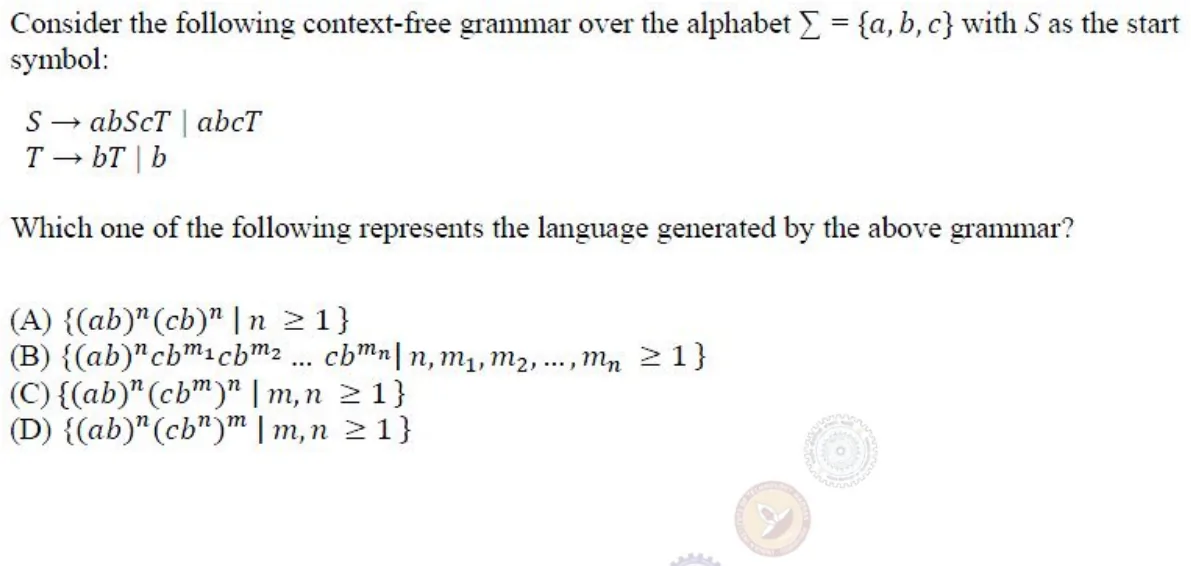 Consider the following context-free grammar over the alphabet ∑ = {a, b, c} with S as the start
symbol:
S → abScT | abcT
T → bT | b
Which one of the following represents the language generated by the above grammar?
(A) {(ab)ⁿ(cb)ⁿ | n ≥ 1}
(B) {(ab)ⁿcbᵐ¹cbᵐ² ... cbᵐⁿ| n, m₁, m₂, ..., mₙ ≥ 1}
(C) {(ab)ⁿ(cbᵐ)ⁿ | m, n ≥ 1}
(D) {(ab)ⁿ(cbⁿ)ᵐ | m, n ≥ 1}